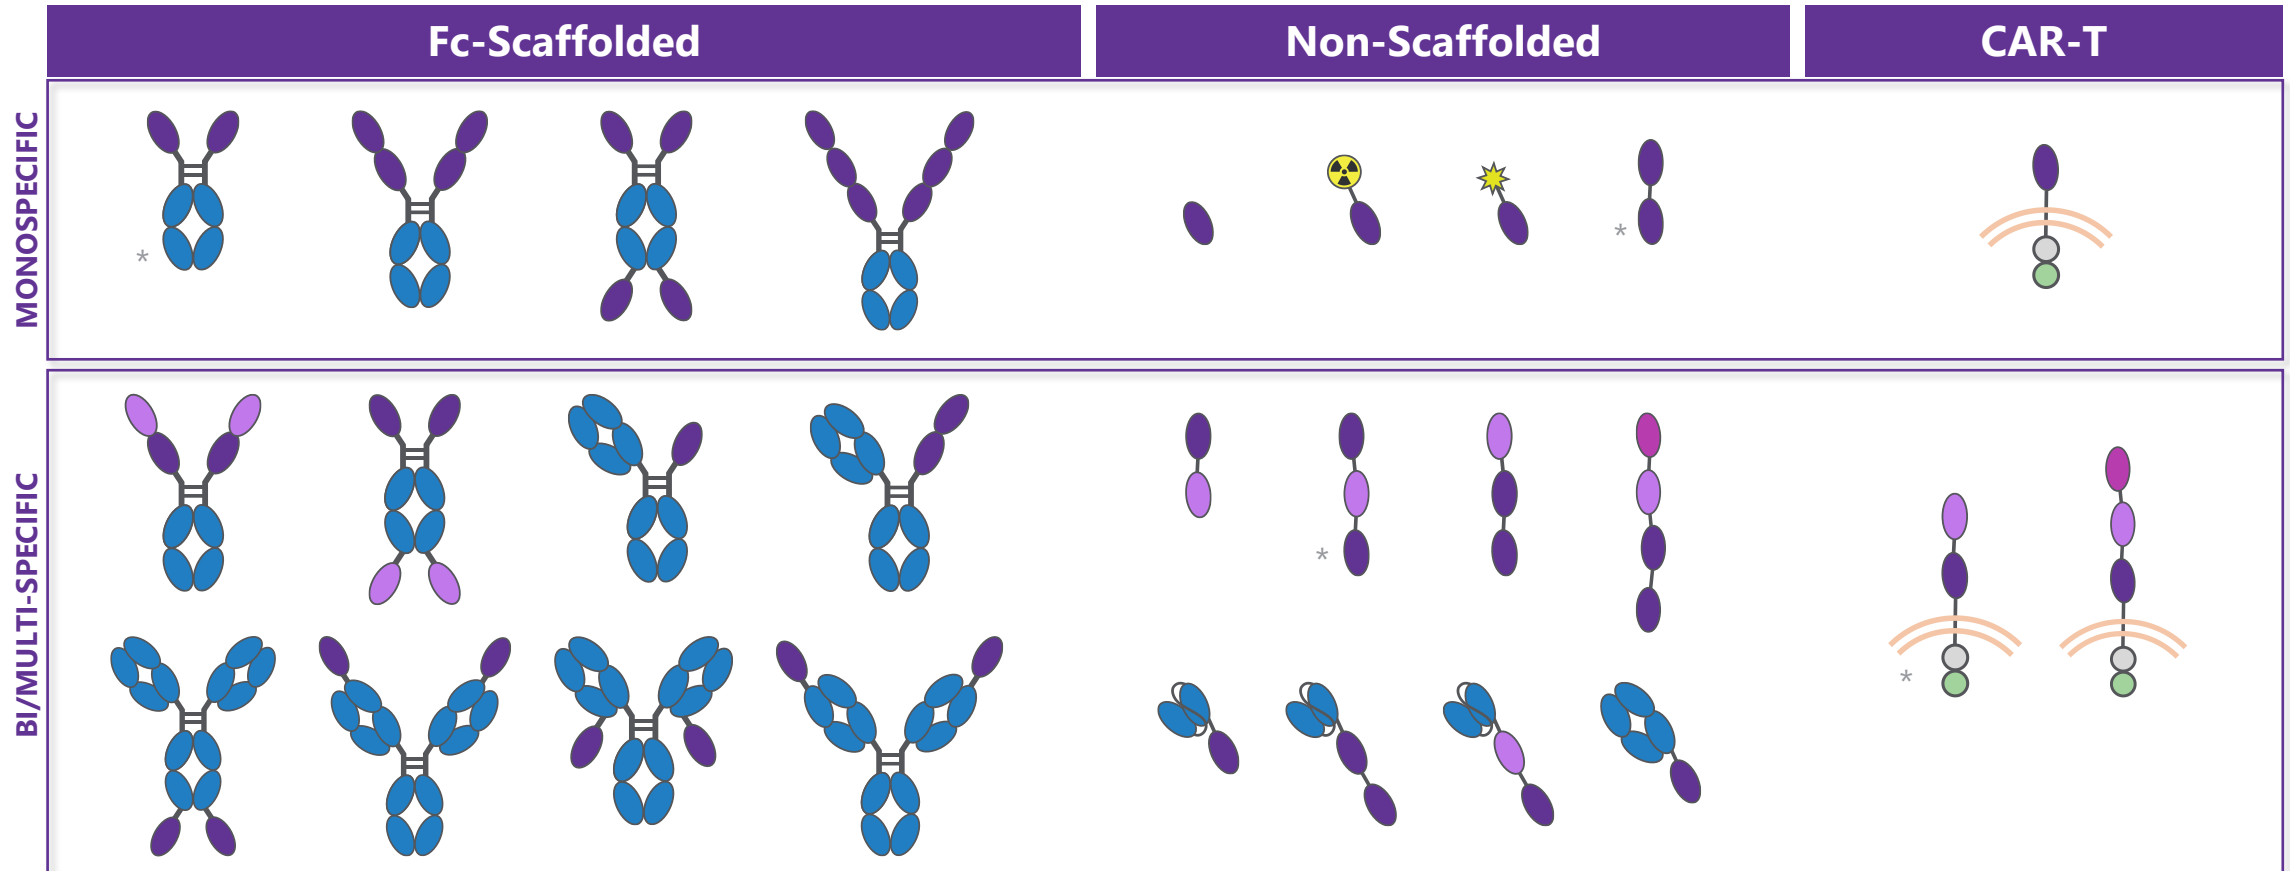 Fc-Scaffolded
Non-Scaffolded
CAR-T
MONOSPECIFIC
*
*
BI/MULTI-SPECIFIC
*
*